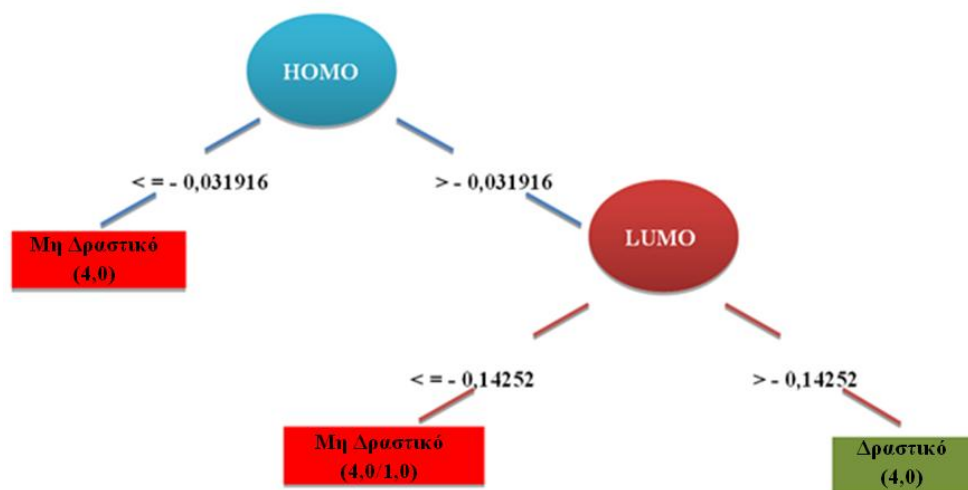 HOMO
< = - 0,031916
> - 0,031916
Μη Δραστικό
(4,0)
LUMO
< = - 0,14252
> - 0,14252
Μη Δραστικό
(4,0/1,0)
Δραστικό
(4,0)